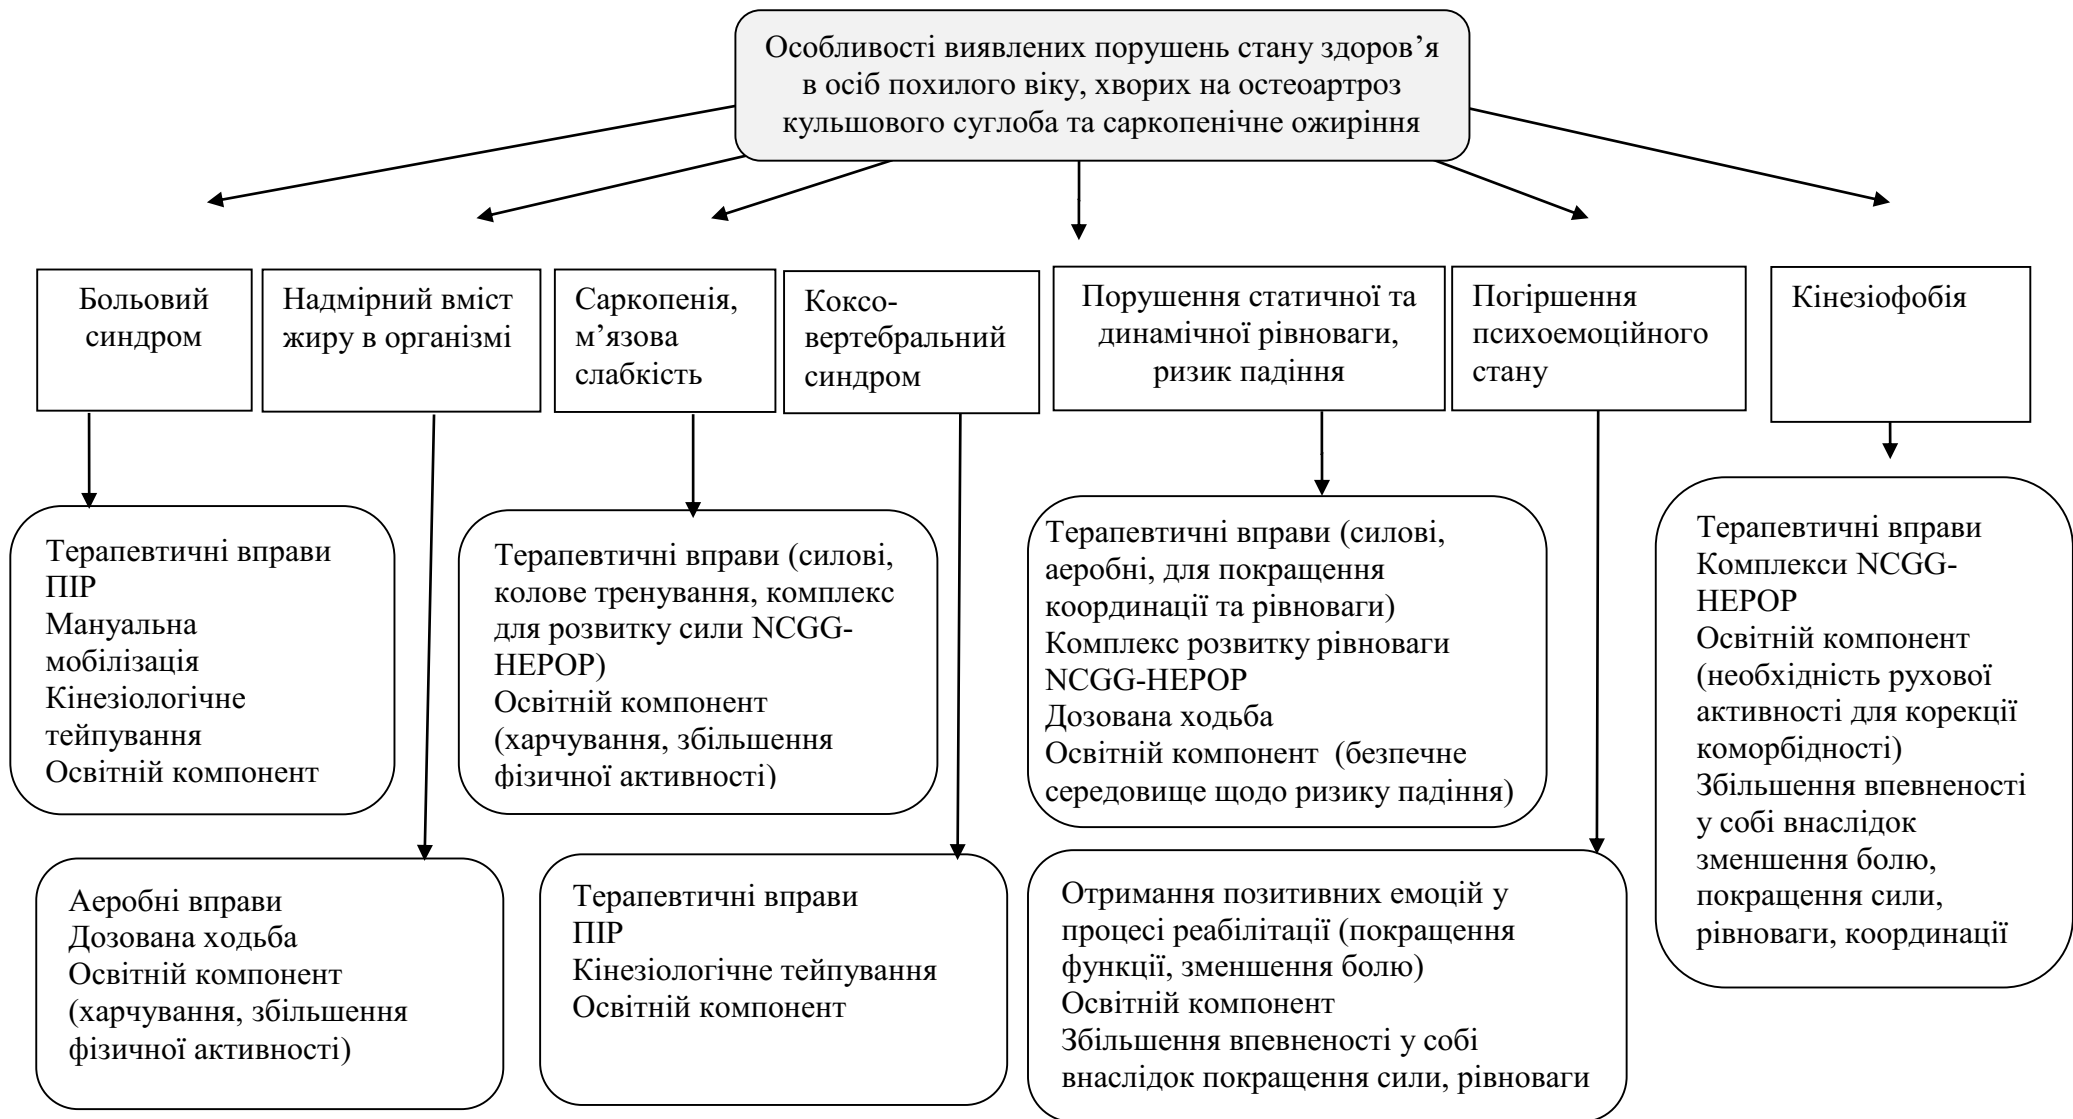 Особливості виявлених порушень стану здоров’я
в осіб похилого віку, хворих на остеоартроз
кульшового суглоба та саркопенічне ожиріння
Больовий
синдром
Надмірний вміст
жиру в організмі
Саркопенія,
м’язова
слабкість
Коксо-
вертебральний
синдром
Порушення статичної та
динамічної рівноваги,
ризик падіння
Погіршення
психоемоційного
стану
Кінезіофобія
Терапевтичні вправи
ПІР
Мануальна
мобілізація
Кінезіологічне
тейпування
Освітній компонент
Терапевтичні вправи (силові,
колове тренування, комплекс
для розвитку сили NCGG-
HEPOP)
Освітній компонент
(харчування, збільшення
фізичної активності)
Терапевтичні вправи (силові,
аеробні, для покращення
координації та рівноваги)
Комплекс розвитку рівноваги
NCGG-HEPOP
Дозована ходьба
Освітній компонент (безпечне
середовище щодо ризику падіння)
Терапевтичні вправи
Комплекси NCGG-
HEPOP
Освітній компонент
(необхідність рухової
активності для корекції
коморбідності)
Збільшення впевненості
у собі внаслідок
зменшення болю,
покращення сили,
рівноваги, координації
Аеробні вправи
Дозована ходьба
Освітній компонент
(харчування, збільшення
фізичної активності)
Терапевтичні вправи
ПІР
Кінезіологічне тейпування
Освітній компонент
Отримання позитивних емоцій у
процесі реабілітації (покращення
функції, зменшення болю)
Освітній компонент
Збільшення впевненості у собі
внаслідок покращення сили, рівноваги